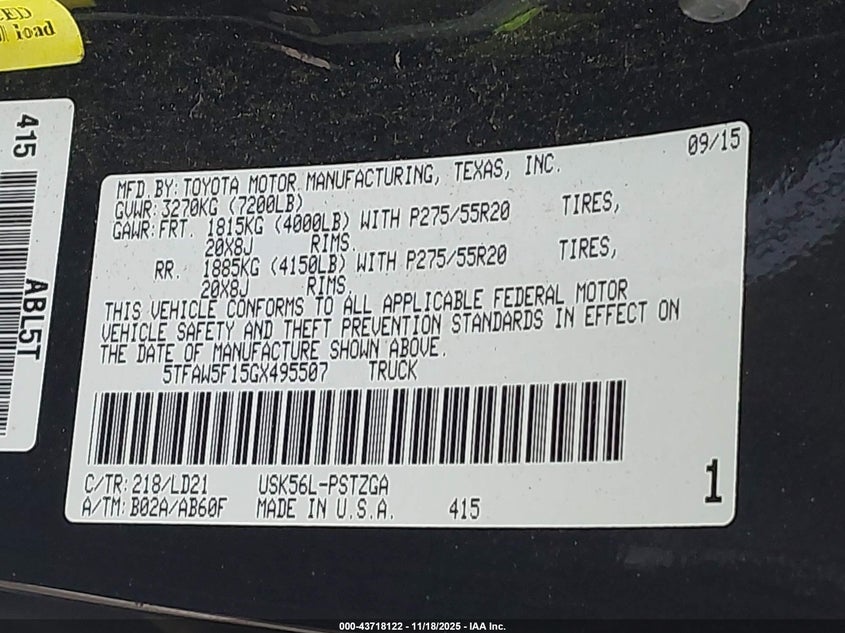 ED
load
415
ABL5T
09/15
MFD. BY: TOYOTA MOTOR MANUFACTURING, TEXAS, INC.
GVWR: 3270KG (7200LB)
GAWR: FRT. 1815KG (4000LB) WITH P275/55R20 TIRES,
20X8J RIMS.
RR. 1885KG (4150LB) WITH P275/55R20 TIRES,
20X8J RIMS.
THIS VEHICLE CONFORMS TO ALL APPLICABLE FEDERAL MOTOR
VEHICLE SAFETY AND THEFT PREVENTION STANDARDS IN EFFECT ON
THE DATE OF MANUFACTURE SHOWN ABOVE.
5TFAW5F15GX495507 TRUCK
C/TR: 218/LD21 USK56L-PSTZGA
A/TM: B02A/AB60F MADE IN U.S.A. 415
1
000-43718122 - 11/18/2025 - IAA Inc.